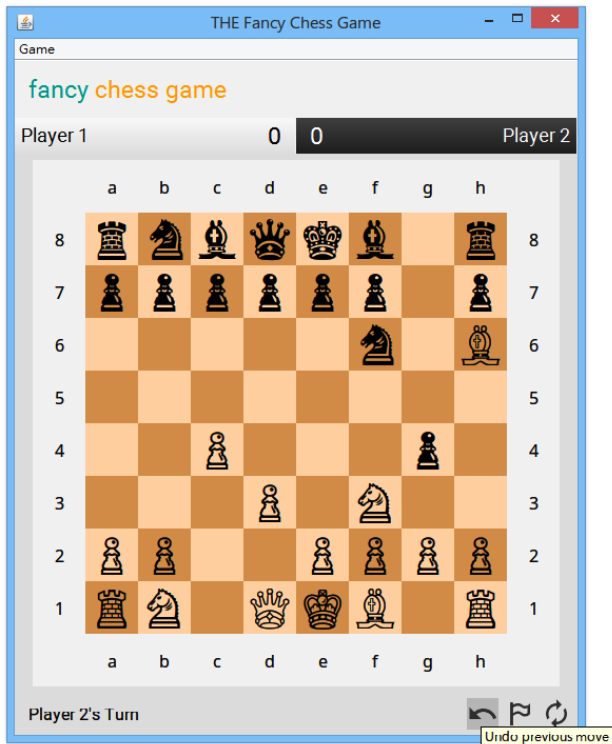 THE Fancy Chess Game
Game
fancy chess game
Player 1 0 0 Player 2
a b c d e f g h
8 8
7 7
6 6
5 5
4 4
3 3
2 2
1 1
a b c d e f g h
Player 2's Turn
Undo previous move